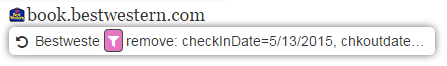 book.bestwestern.com
Bestweste remove: checkInDate=5/13/2015, chkoutdate…